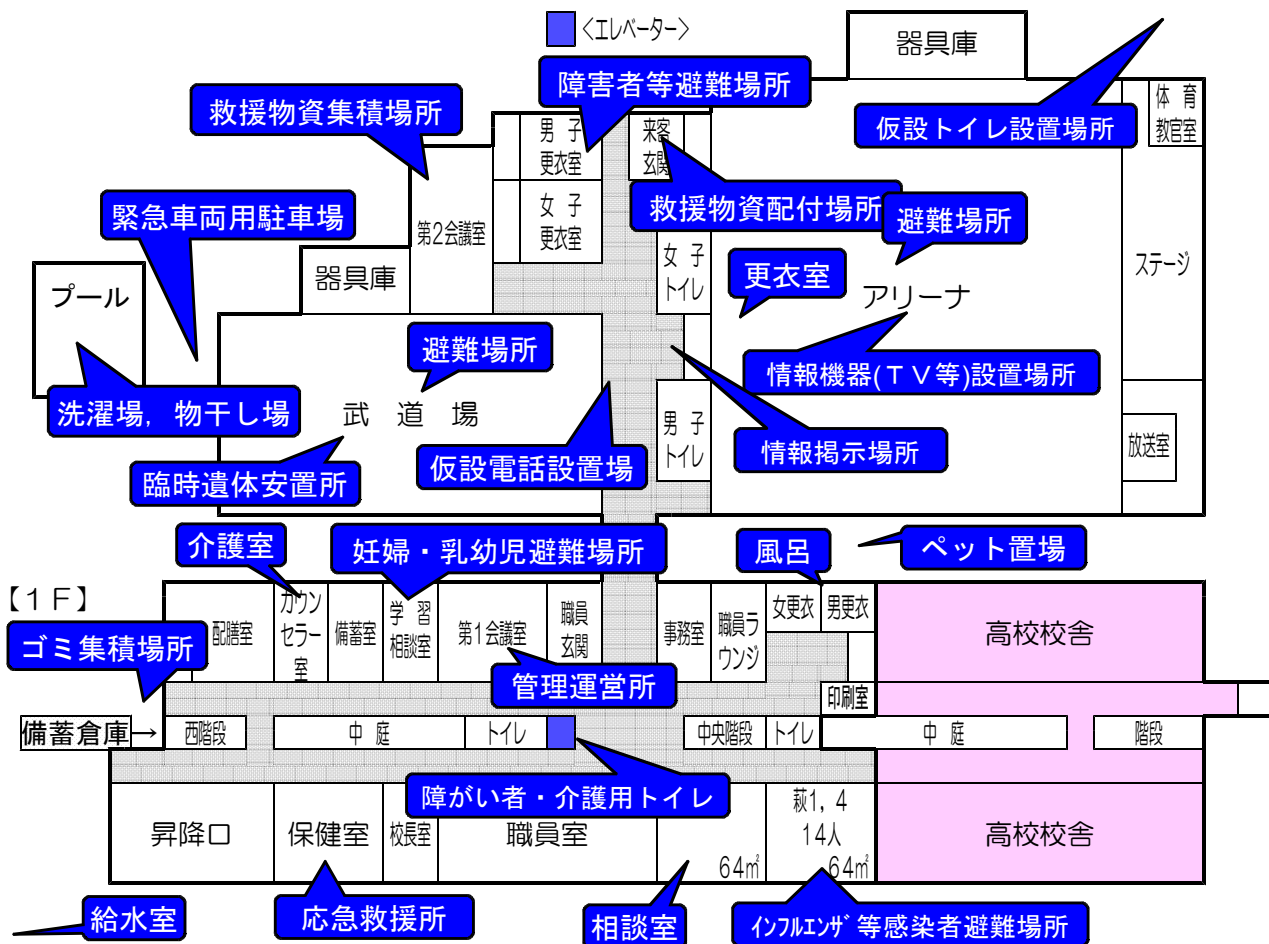 〈エレベーター〉
器具庫
障害者等避難場所
救援物資集積場所
仮設トイレ設置場所
体 育
教官室
男 子
更衣室
来客
玄関
緊急車両用駐車場
救援物資配付場所
避難場所
第2会議室
女 子
更衣室
女 子
トイレ
更衣室
ステージ
プール
器具庫
アリーナ
避難場所
情報機器(TV等)設置場所
洗濯場，物干し場
武 道 場
男 子
トイレ
情報掲示場所
放送室
臨時遺体安置所
仮設電話設置場
介護室
妊婦・乳幼児避難場所
風呂
ペット置場
【1F】
配膳室
カウン
セラー
室
備蓄室
学 習
相談室
第1会議室
職員
玄関
事務室
職員ラ
ウンジ
女更衣
男更衣
高校校舎
ゴミ集積場所
管理運営所
印刷室
備蓄倉庫→
西階段
中 庭
トイレ
中央階段
トイレ
中 庭
階段
障がい者・介護用トイレ
昇降口
保健室
校長室
職員室
64㎡
萩1，4
14人
64㎡
高校校舎
給水室
応急救援所
相談室
インフルエンザ等感染者避難場所